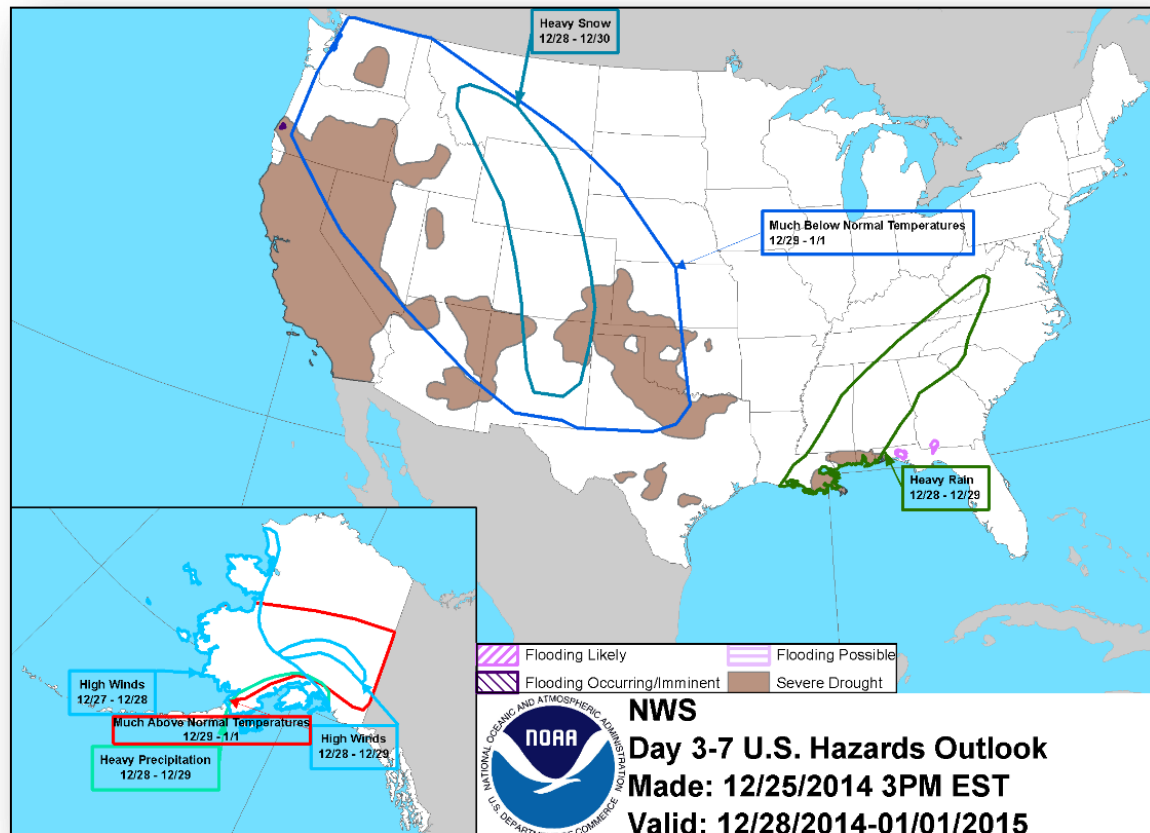 Heavy Snow
12/28 - 12/30
Much Below Normal Temperatures
12/29 - 1/1
Heavy Rain
12/28 - 12/29
High Winds
12/27 - 12/28
Much Above Normal Temperatures
12/29 - 1/1
High Winds
12/28 - 12/29
Heavy Precipitation
12/28 - 12/29
Flooding Likely
Flooding Possible
Flooding Occurring/Imminent
Severe Drought
NATIONAL OCEANIC AND ATMOSPHERIC ADMINISTRATION
NOAA
U.S. DEPARTMENT OF COMMERCE
NWS
Day 3-7 U.S. Hazards Outlook
Made: 12/25/2014 3PM EST
Valid: 12/28/2014-01/01/2015